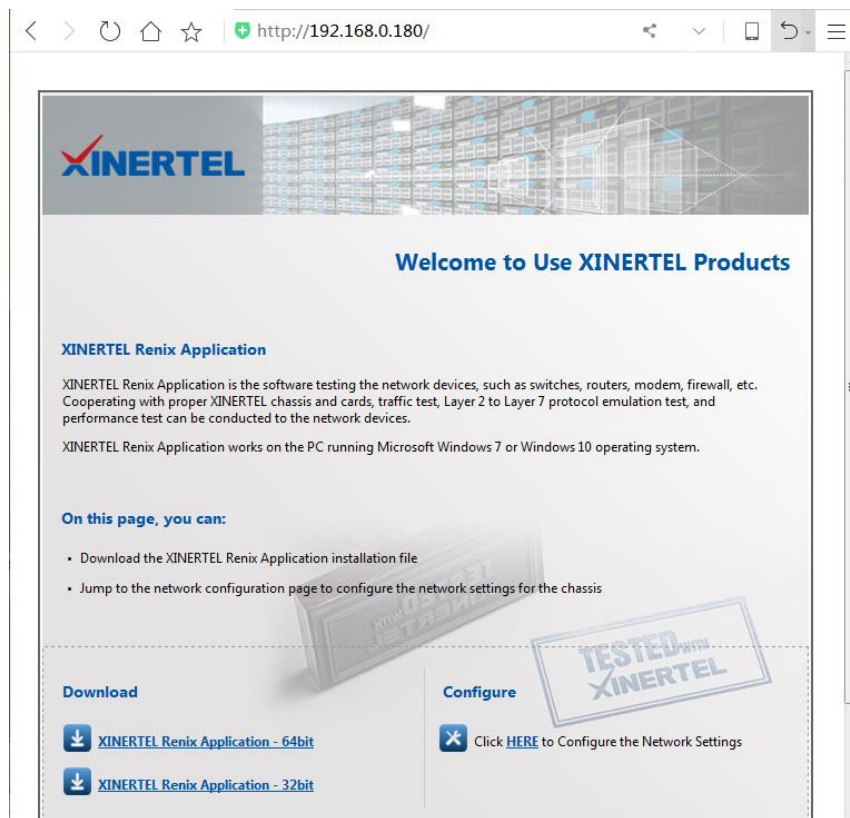 http://192.168.0.180/
XINERTEL
Welcome to Use XINERTEL Products
XINERTEL Renix Application
XINERTEL Renix Application is the software testing the network devices, such as switches, routers, modem, firewall, etc.
Cooperating with proper XINERTEL chassis and cards, traffic test, Layer 2 to Layer 7 protocol emulation test, and
performance test can be conducted to the network devices.
XINERTEL Renix Application works on the PC running Microsoft Windows 7 or Windows 10 operating system.
On this page, you can:
• Download the XINERTEL Renix Application installation file
• Jump to the network configuration page to configure the network settings for the chassis
TESTED WITH
XINERTEL
Download
Configure
XINERTEL Renix Application - 64bit
Click HERE to Configure the Network Settings
XINERTEL Renix Application - 32bit